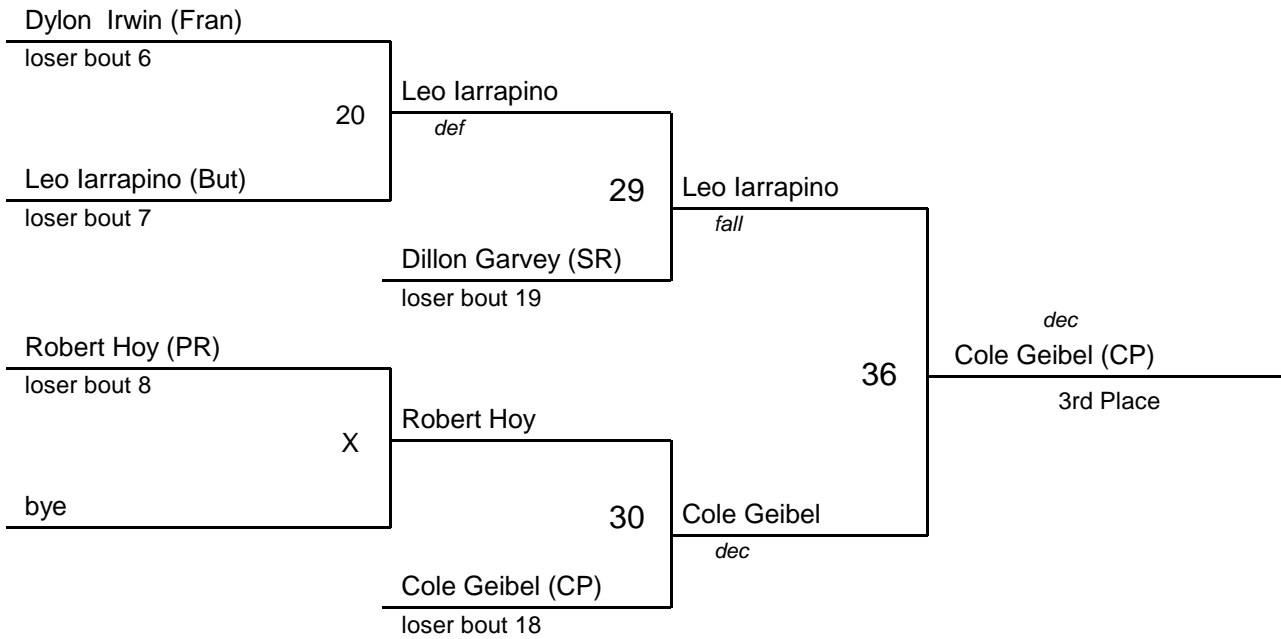 Dylon  Irwin (Fran)
loser bout 6
20
Leo Iarrapino
def
Leo Iarrapino (But)
loser bout 7
29
Leo Iarrapino
fall
Dillon Garvey (SR)
loser bout 19
Robert Hoy (PR)
loser bout 8
36
dec
Cole Geibel (CP)
3rd Place
X
Robert Hoy
bye
30
Cole Geibel
dec
Cole Geibel (CP)
loser bout 18